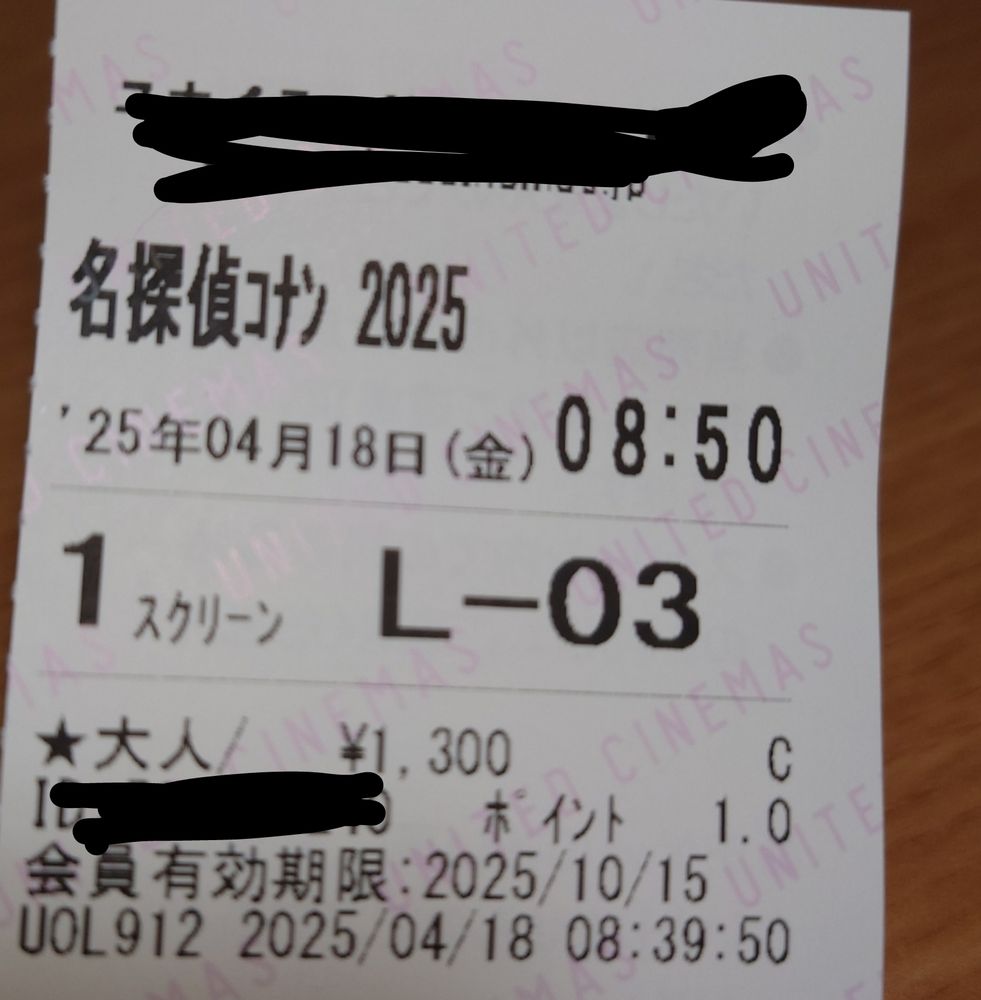 名探偵コナン 2025
'25年04月18日(金) 08:50
1 スクリーン L-03
★大人/ ¥1,300 C
ポイント 1.0
会員有効期限:2025/10/15
UOL912 2025/04/18 08:39:50
UNITED CINEMAS